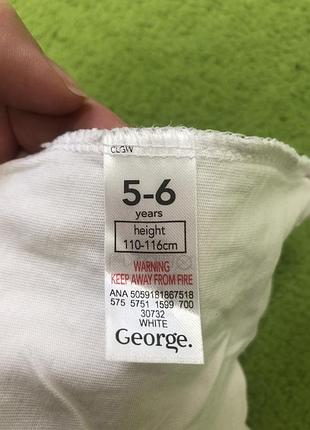 CLGW
5-6
years
height
110-116cm
WARNING
KEEP AWAY FROM FIRE
ANA 5059181867518
575 5751 1599 700
30732
WHITE
George.